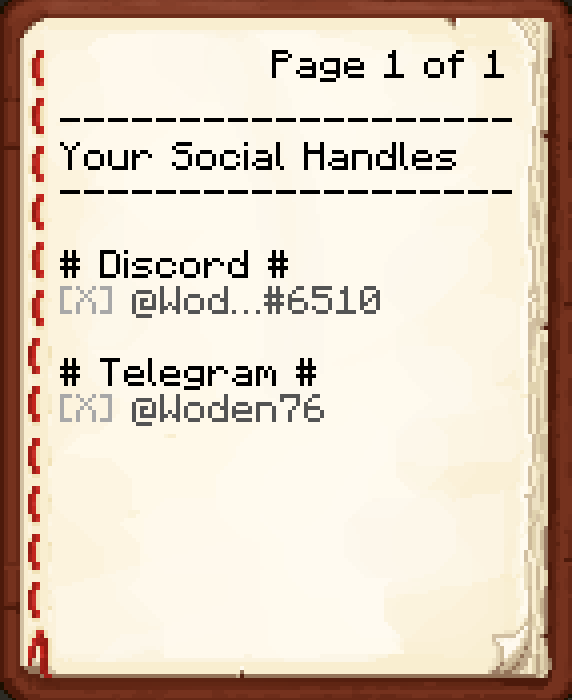 Page 1 of 1
-------------------
Your Social Handles
-------------------
# Discord #
[X] @Wod...#6510
# Telegram #
[X] @Woden76